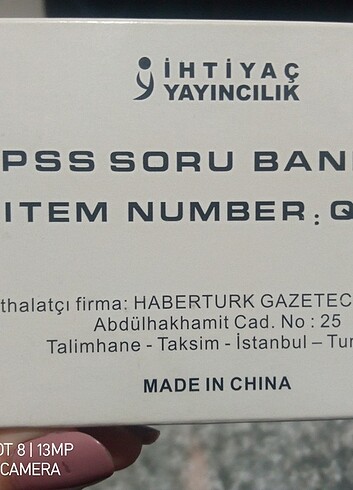 İHTİYAÇ
YAYINCILIK
PSS SORU BAN
ITEM NUMBER: Q
thalatçı firma: HABERTURK GAZETEC
Abdülhakhamit Cad. No : 25
Talimhane - Taksim - İstanbul – Tur
MADE IN CHINA
OT 8 | 13MP
CAMERA